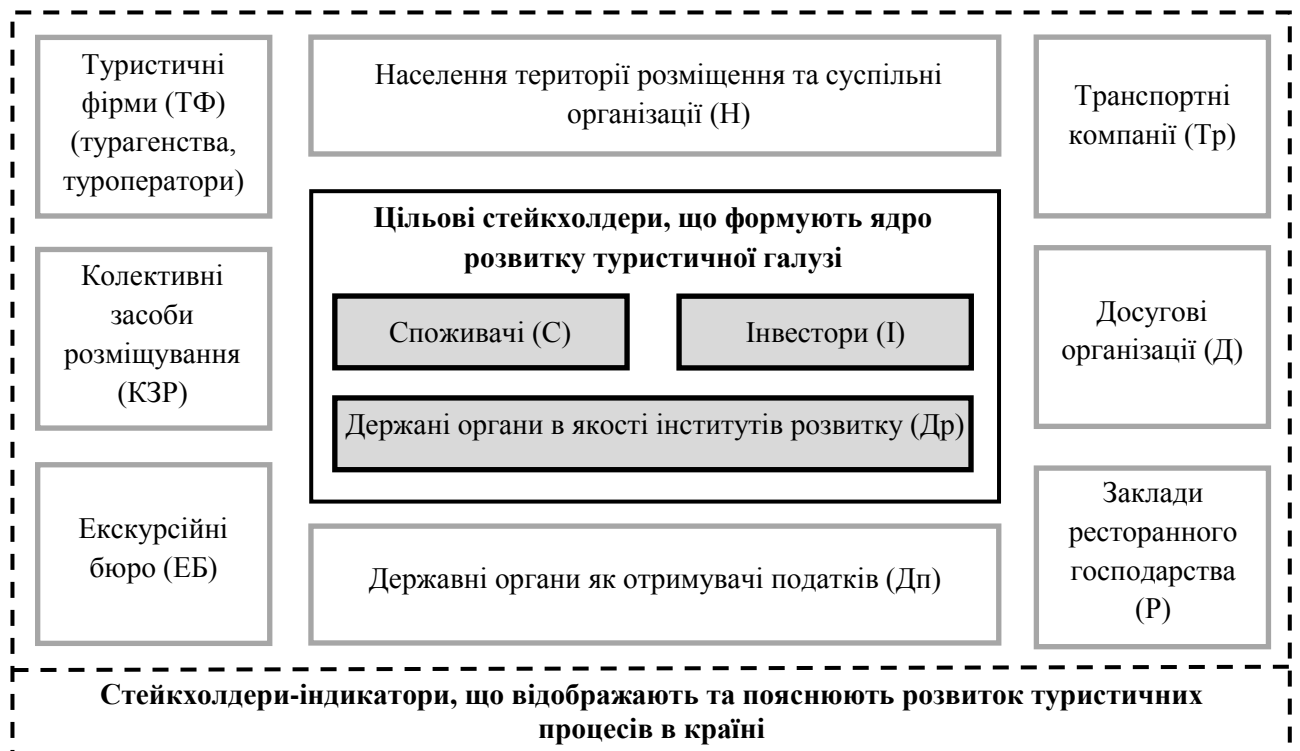 Туристичні
фірми (ТФ)
(турагенства,
туроператори)
Населення території розміщення та суспільні
організації (Н)
Транспортні
компанії (Тр)
Цільові стейкхолдери, що формують ядро
розвитку туристичної галузі
Колективні
засоби
розміщування
(КЗР)
Споживачі (С)
Інвестори (І)
Досугові
організації (Д)
Держані органи в якості інститутів розвитку (Др)
Екскурсійні
бюро (ЕБ)
Державні органи як отримувачі податків (Дп)
Заклади
ресторанного
господарства
(Р)
Стейкхолдери-індикатори, що відображають та пояснюють розвиток туристичних
процесів в країні